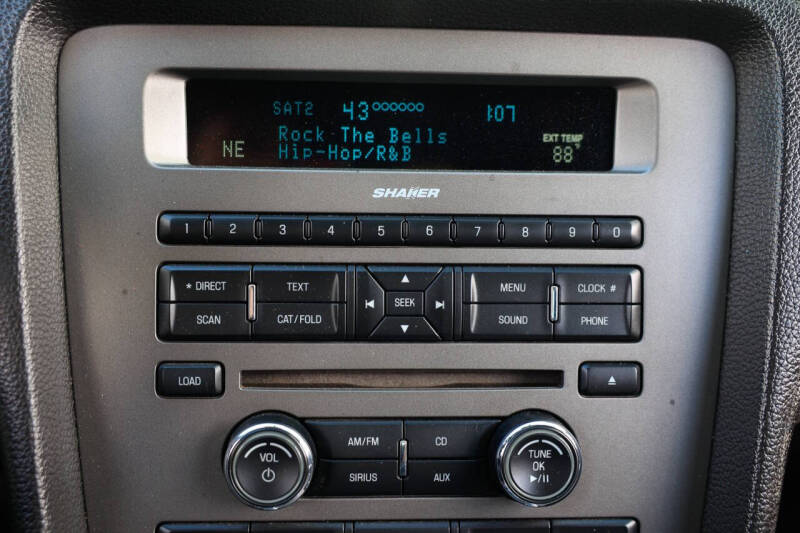 SAT2 43 1:07
Rock The Bells
NE Hip-Hop/R&B EXT TEMP 88°F
SHAKER
1 2 3 4 5 6 7 8 9 0
* DIRECT TEXT MENU CLOCK #
SEEK
SCAN CAT/FOLD SOUND PHONE
LOAD
AM/FM CD
VOL TUNE OK
SIRIUS AUX